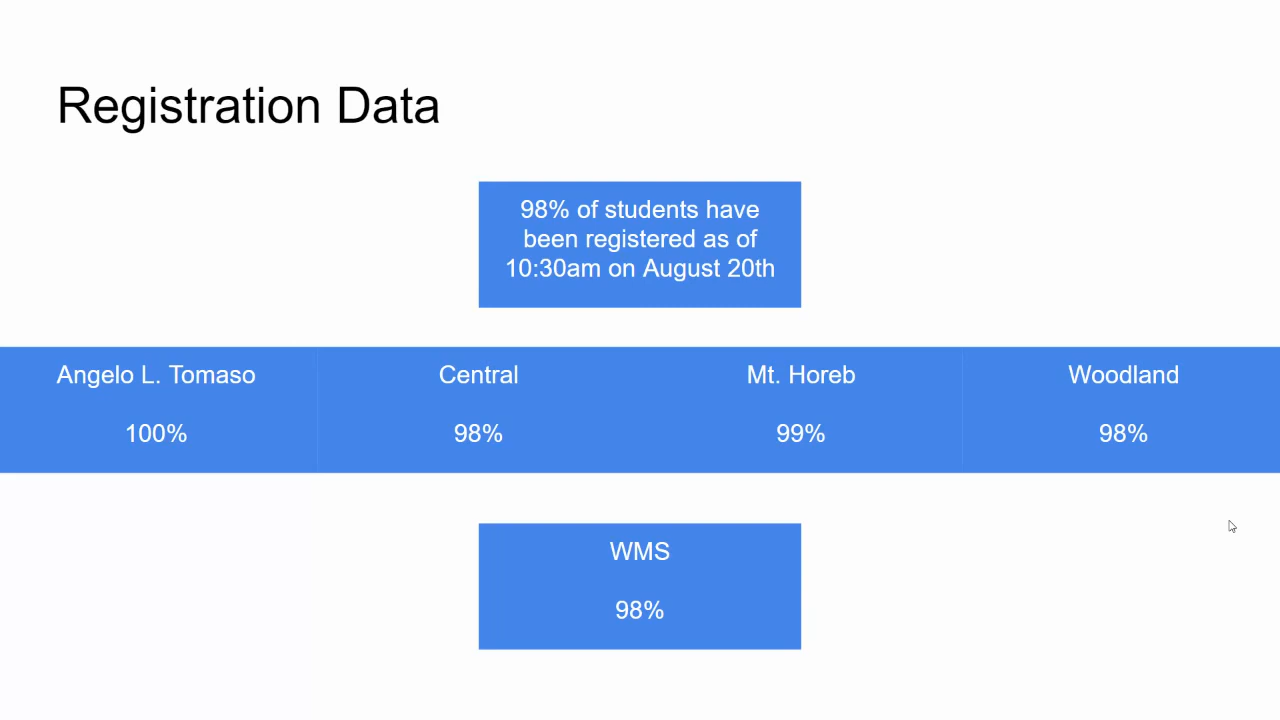 Registration Data
98% of students have
been registered as of
10:30am on August 20th
Angelo L. Tomaso
100%
Central
98%
Mt. Horeb
99%
Woodland
98%
WMS
98%